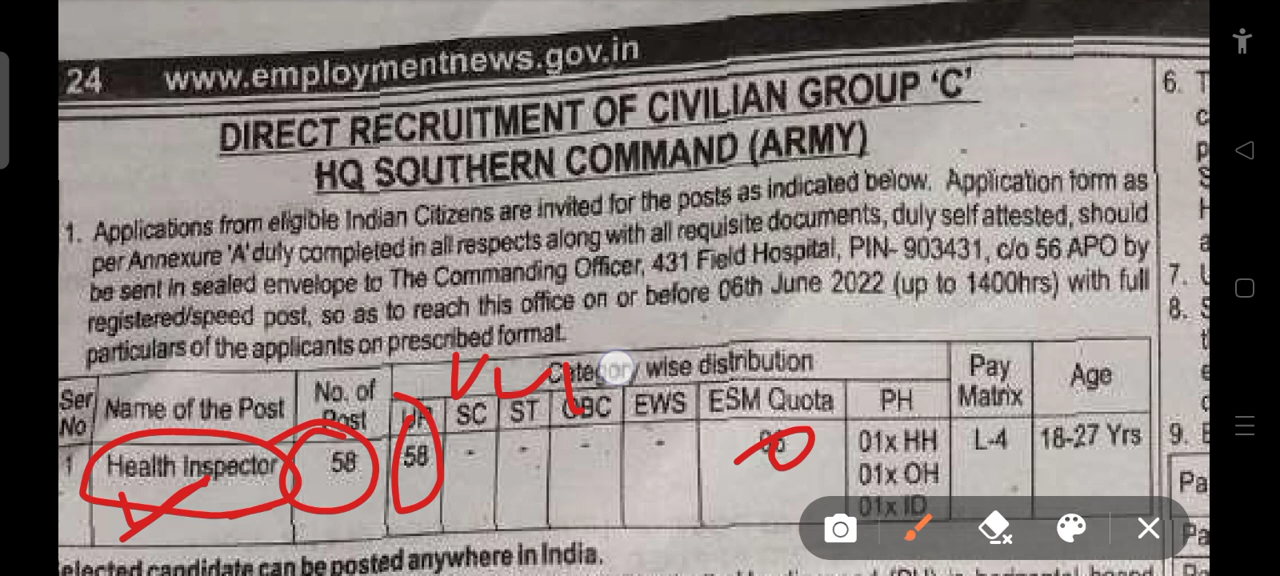 24 www.employmentnews.gov.in
DIRECT RECRUITMENT OF CIVILIAN GROUP 'C'
HQ SOUTHERN COMMAND (ARMY)
1. Applications from eligible Indian Citizens are invited for the posts as indicated below. Application form as
per Annexure 'A' duly completed in all respects along with all requisite documents, duly self attested, should
be sent in sealed envelope to The Commanding Officer, 431 Field Hospital, PIN- 903431, c/o 56 APO by
registered/speed post, so as to reach this office on or before 06th June 2022 (up to 1400hrs) with full
particulars of the applicants on prescribed format.
Ser No Name of the Post No. of Post Category wise distribution Pay Matrix Age
UR SC ST OBC EWS ESM Quota PH
1 Health Inspector 58 58 - - - - 01x HH L-4 18-27 Yrs
01x OH
01x ID
elected candidate can be posted anywhere in India.
6.
7.
8.
9.